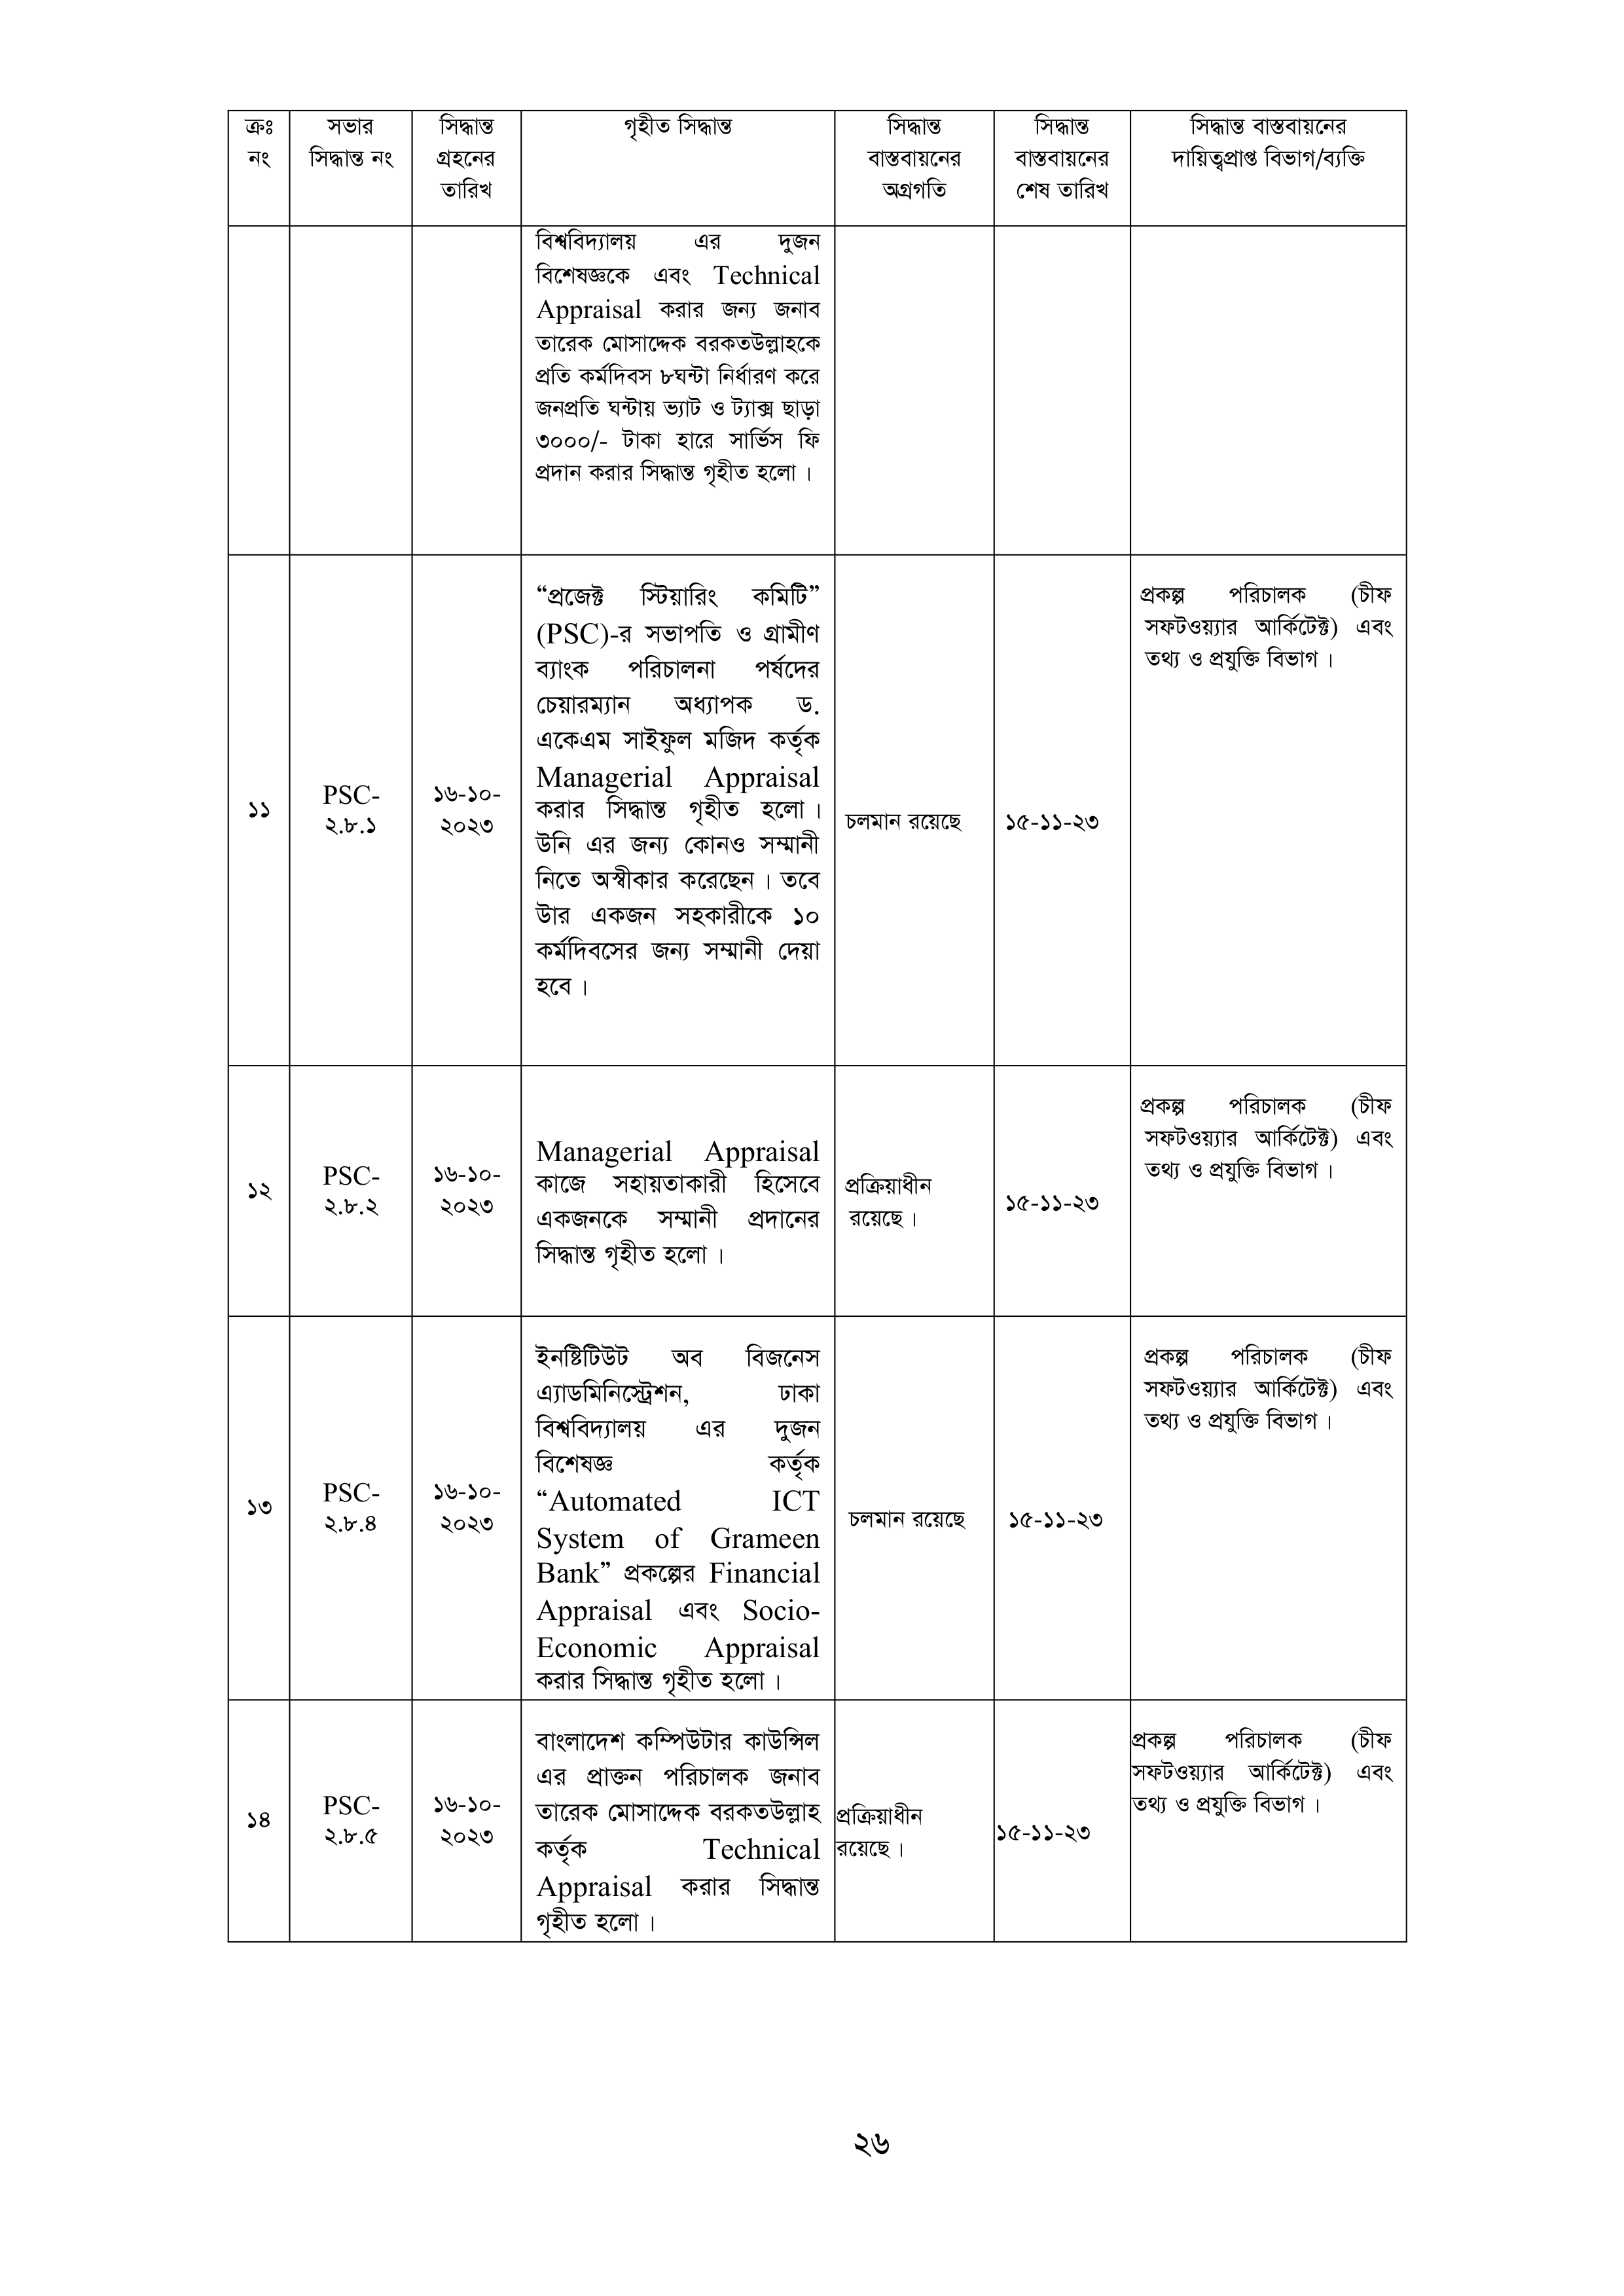 ক্রঃ নং
সভার সিদ্ধান্ত নং
সিদ্ধান্ত গ্রহনের তারিখ
গৃহীত সিদ্ধান্ত
সিদ্ধান্ত বাস্তবায়নের অগ্রগতি
সিদ্ধান্ত বাস্তবায়নের শেষ তারিখ
সিদ্ধান্ত বাস্তবায়নের দায়িত্বপ্রাপ্ত বিভাগ/ব্যক্তি
বিশ্ববিদ্যালয় এর দুজন
বিশেষজ্ঞকে এবং Technical
Appraisal করার জন্য জনাব
তারেক মোসাদ্দেক বরকতউল্লাহকে
প্রতি কর্মদিবস ৮ঘন্টা নির্ধারণ করে
জনপ্রতি ঘন্টায় ভ্যাট ও ট্যাক্স ছাড়া
৩০০০/- টাকা হারে সার্ভিস ফি
প্রদান করার সিদ্ধান্ত গৃহীত হলো।
১১
PSC-
২.৮.১
১৬-১০-
২০২৩
“প্রজেক্ট স্টিয়ারিং কমিটি”
(PSC)-র সভাপতি ও গ্রামীণ
ব্যাংক পরিচালনা পর্ষদের
চেয়ারম্যান অধ্যাপক ড.
একেএম সাইফুল মজিদ কর্তৃক
Managerial Appraisal
করার সিদ্ধান্ত গৃহীত হলো।
উনি এর জন্য কোনও সম্মানী
নিতে অস্বীকার করেছেন। তবে
উার একজন সহকারীকে ১০
কর্মদিবসের জন্য সম্মানী দেয়া
হবে।
চলমান রয়েছে
১৫-১১-২৩
প্রকল্প পরিচালক (চীফ
সফটওয়্যার আর্কিটেক্ট) এবং
তথ্য ও প্রযুক্তি বিভাগ।
১২
PSC-
২.৮.২
১৬-১০-
২০২৩
Managerial Appraisal
কাজে সহায়তাকারী হিসেবে
একজনকে সম্মানী প্রদানের
সিদ্ধান্ত গৃহীত হলো।
প্রক্রিয়াধীন
রয়েছে।
১৫-১১-২৩
প্রকল্প পরিচালক (চীফ
সফটওয়্যার আর্কিটেক্ট) এবং
তথ্য ও প্রযুক্তি বিভাগ।
১৩
PSC-
২.৮.৪
১৬-১০-
২০২৩
ইনষ্টিটিউট অব বিজনেস
এ্যাডমিনিস্ট্রেশন, ঢাকা
বিশ্ববিদ্যালয় এর দুজন
বিশেষজ্ঞ কর্তৃক
“Automated ICT
System of Grameen
Bank” প্রকল্পের Financial
Appraisal এবং Socio-
Economic Appraisal
করার সিদ্ধান্ত গৃহীত হলো।
চলমান রয়েছে
১৫-১১-২৩
প্রকল্প পরিচালক (চীফ
সফটওয়্যার আর্কিটেক্ট) এবং
তথ্য ও প্রযুক্তি বিভাগ।
১৪
PSC-
২.৮.৫
১৬-১০-
২০২৩
বাংলাদেশ কম্পিউটার কাউন্সিল
এর প্রাক্তন পরিচালক জনাব
তারেক মোসাদ্দেক বরকতউল্লাহ
কর্তৃক Technical
Appraisal করার সিদ্ধান্ত
গৃহীত হলো।
প্রক্রিয়াধীন
রয়েছে।
১৫-১১-২৩
প্রকল্প পরিচালক (চীফ
সফটওয়্যার আর্কিটেক্ট) এবং
তথ্য ও প্রযুক্তি বিভাগ।
২৬